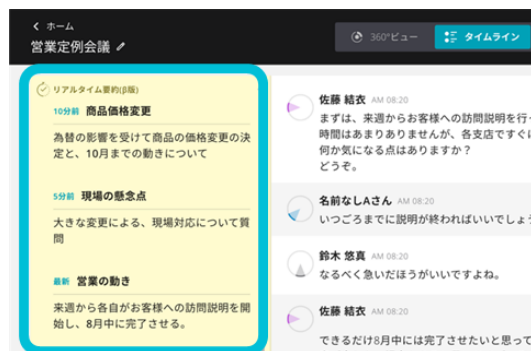 ホーム
営業定例会議
360°ビュー
タイムライン
リアルタイム要約(β版)
10分前 商品価格変更
為替の影響を受けて商品の価格変更の決
定と、10月までの動きについて
5分前 現場の懸念点
大きな変更による、現場対応について質
問
最新 営業の動き
来週から各自がお客様への訪問説明を開
始し、8月中に完了させる。
佐藤 結衣 AM 08:20
まずは、来週からお客様への訪問説明を行
時間はあまりありませんが、各支店ですぐ
何か気になる点はありますか？
どうぞ。
名前なしAさん AM 08:20
いつごろまでに説明が終わればいいでしょ
鈴木 悠真 AM 08:20
なるべく急いだほうがいいですよね。
佐藤 結衣 AM 08:20
できるだけ8月中には完了させたいと思って